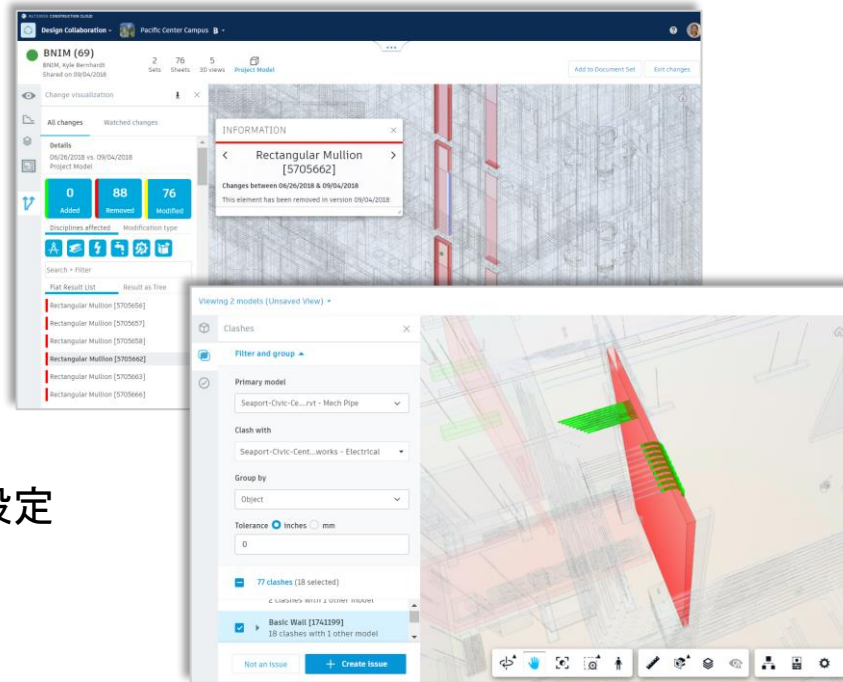 AUTODESK CONSTRUCTION CLOUD
Design Collaboration
Pacific Center Campus B
BNIM (69)
BNIM, Kyle Bernhardt
Shared on 09/04/2018
2 Sets
76 Sheets
5 3D views
Project Model
Add to Document Set
Exit changes
Change visualization
All changes
Watched changes
Details
06/26/2018 vs. 09/04/2018
Project Model
0 Added
88 Removed
76 Modified
Disciplines affected
Modification type
Search + Filter
Flat Result List
Result as Tree
Rectangular Mullion [5705656]
Rectangular Mullion [5705657]
Rectangular Mullion [5705658]
Rectangular Mullion [5705662]
Rectangular Mullion [5705663]
Rectangular Mullion [5705666]
INFORMATION
Rectangular Mullion
[5705662]
Changes between 06/26/2018 & 09/04/2018
This element has been removed in version 09/04/2018
設定
Viewing 2 models (Unsaved View)
Clashes
Filter and group
Primary model
Seaport-Civic-Ce....rvt - Mech Pipe
Clash with
Seaport-Civic-Cent...works - Electrical
Group by
Object
Tolerance inches mm
0
77 clashes (18 selected)
2 clashes with 1 other model
Basic Wall [1741199]
18 clashes with 1 other model
Not an issue
+ Create Issue